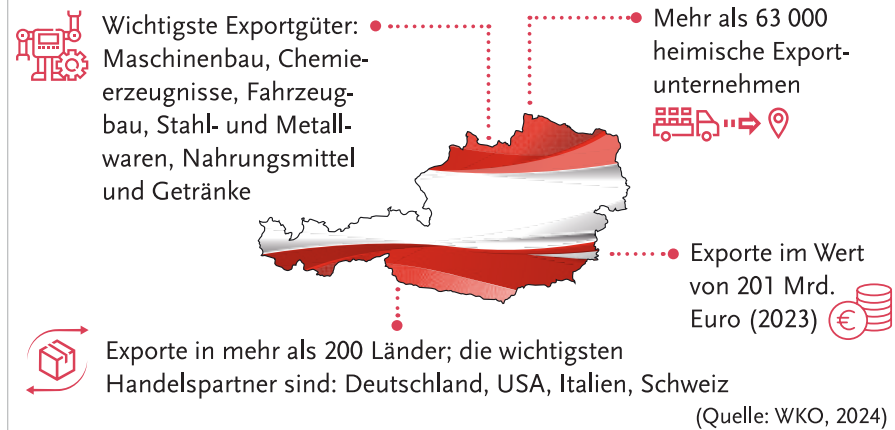 Wichtigste Exportgüter:
Maschinenbau, Chemie-
erzeugnisse, Fahrzeug-
bau, Stahl- und Metall-
waren, Nahrungsmittel
und Getränke
Mehr als 63 000
heimische Export-
unternehmen
Exporte im Wert
von 201 Mrd.
Euro (2023)
€
Exporte in mehr als 200 Länder; die wichtigsten
Handelspartner sind: Deutschland, USA, Italien, Schweiz
(Quelle: WKO, 2024)